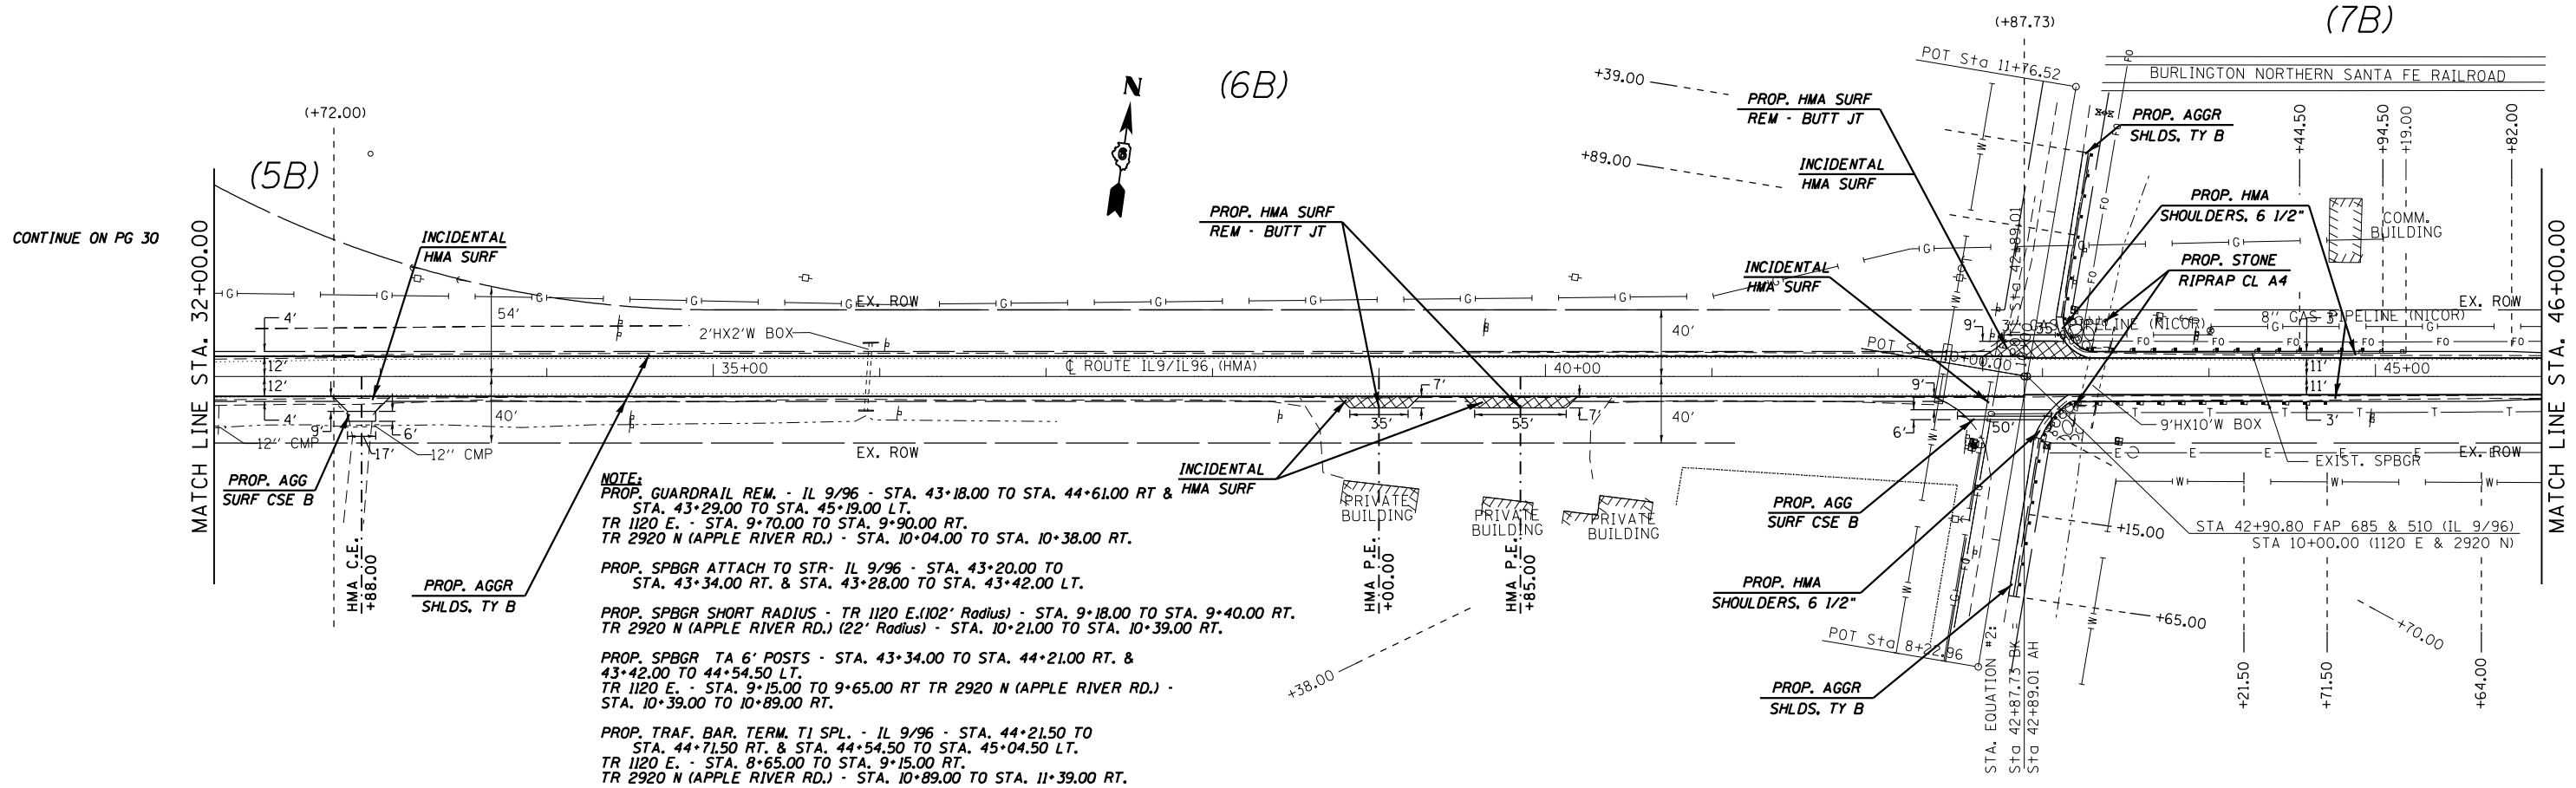 (7B)
(+87.73)
POT Sta 11+76.52
BURLINGTON NORTHERN SANTA FE RAILROAD
+39.00
(6B)
N
PROP. HMA SURF
REM - BUTT JT
PROP. AGGR
SHLDS, TY B
+44.50
+94.50
+19.00
+82.00
(+72.00)
(5B)
+89.00
INCIDENTAL
HMA SURF
PROP. HMA
SHOULDERS, 6 1/2"
COMM.
BUILDING
PROP. HMA SURF
REM - BUTT JT
CONTINUE ON PG 30
MATCH LINE STA. 32+00.00
INCIDENTAL
HMA SURF
INCIDENTAL
HMA SURF
PROP. STONE
RIPRAP CL A4
MATCH LINE STA. 46+00.00
EX. ROW
EX. ROW
8" GAS PIPELINE (NICOR)
4'
54'
2'HX2'W BOX
40'
9'
3'
12'
12'
35+00
℄ ROUTE IL9/IL96 (HMA)
40+00
45+00
11'
11'
4'
40'
7'
7'
40'
9'
6'
50'
3'
9'
6'
17'
12" CMP
12" CMP
35'
55'
EX. ROW
9'HX10'W BOX
EXIST. SPBGR
EX. ROW
PROP. AGG
SURF CSE B
INCIDENTAL
HMA SURF
PRIVATE
BUILDING
PRIVATE
BUILDING
PRIVATE
BUILDING
PROP. AGG
SURF CSE B
+15.00
STA 42+90.80 FAP 685 & 510 (IL 9/96)
STA 10+00.00 (1120 E & 2920 N)
HMA C.E.
+88.00
PROP. AGGR
SHLDS, TY B
HMA P.E.
+00.00
HMA P.E.
+85.00
PROP. HMA
SHOULDERS, 6 1/2"
+65.00
+70.00
POT Sta 8+22.96
+38.00
PROP. AGGR
SHLDS, TY B
+21.50
+71.50
+64.00
STA. EQUATION #2:
Sta 42+87.73 BK =
Sta 42+89.01 AH
NOTE:
PROP. GUARDRAIL REM. - IL 9/96 - STA. 43+18.00 TO STA. 44+61.00 RT &
STA. 43+29.00 TO STA. 45+19.00 LT.
TR 1120 E. - STA. 9+70.00 TO STA. 9+90.00 RT.
TR 2920 N (APPLE RIVER RD.) - STA. 10+04.00 TO STA. 10+38.00 RT.
PROP. SPBGR ATTACH TO STR- IL 9/96 - STA. 43+20.00 TO
STA. 43+34.00 RT. & STA. 43+28.00 TO STA. 43+42.00 LT.
PROP. SPBGR SHORT RADIUS - TR 1120 E.(102' Radius) - STA. 9+18.00 TO STA. 9+40.00 RT.
TR 2920 N (APPLE RIVER RD.) (22' Radius) - STA. 10+21.00 TO STA. 10+39.00 RT.
PROP. SPBGR TA 6' POSTS - STA. 43+34.00 TO STA. 44+21.00 RT. &
43+42.00 TO 44+54.50 LT.
TR 1120 E. - STA. 9+15.00 TO 9+65.00 RT TR 2920 N (APPLE RIVER RD.) -
STA. 10+39.00 TO 10+89.00 RT.
PROP. TRAF. BAR. TERM. T1 SPL. - IL 9/96 - STA. 44+21.50 TO
STA. 44+71.50 RT. & STA. 44+54.50 TO STA. 45+04.50 LT.
TR 1120 E. - STA. 8+65.00 TO STA. 9+15.00 RT.
TR 2920 N (APPLE RIVER RD.) - STA. 10+89.00 TO STA. 11+39.00 RT.